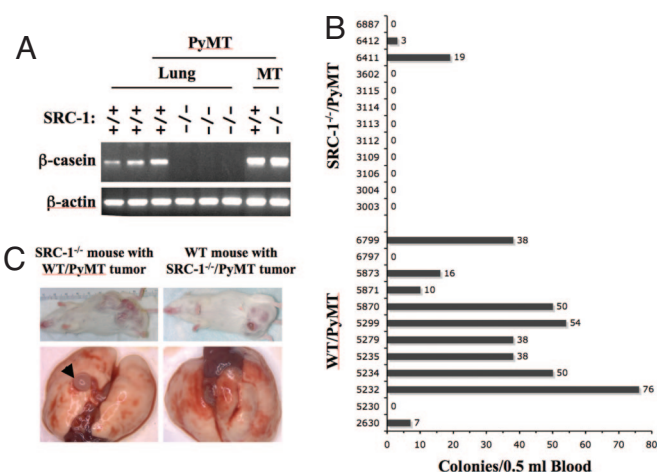 A
PyMT
Lung MT
SRC-1: +/+ +/+ +/+ -/- -/- -/- +/+ -/-
β-casein
β-actin
B
SRC-1-/-/PyMT
6887 0
6412 3
6411 19
3602 0
3115 0
3114 0
3113 0
3112 0
3109 0
3106 0
3004 0
3003 0
WT/PyMT
6799 38
6797 0
5873 16
5871 10
5870 50
5299 54
5279 38
5235 38
5234 50
5232 76
5230 0
2630 7
0 10 20 30 40 50 60 70 80
Colonies/0.5 ml Blood
C
SRC-1-/- mouse with
WT/PyMT tumor
WT mouse with
SRC-1-/-/PyMT tumor